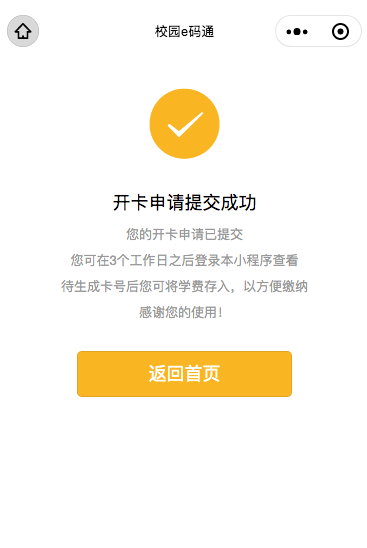 校园e码通
开卡申请提交成功
您的开卡申请已提交
您可在3个工作日之后登录本小程序查看
待生成卡号后您可将学费存入，以方便缴纳
感谢您的使用！
返回首页